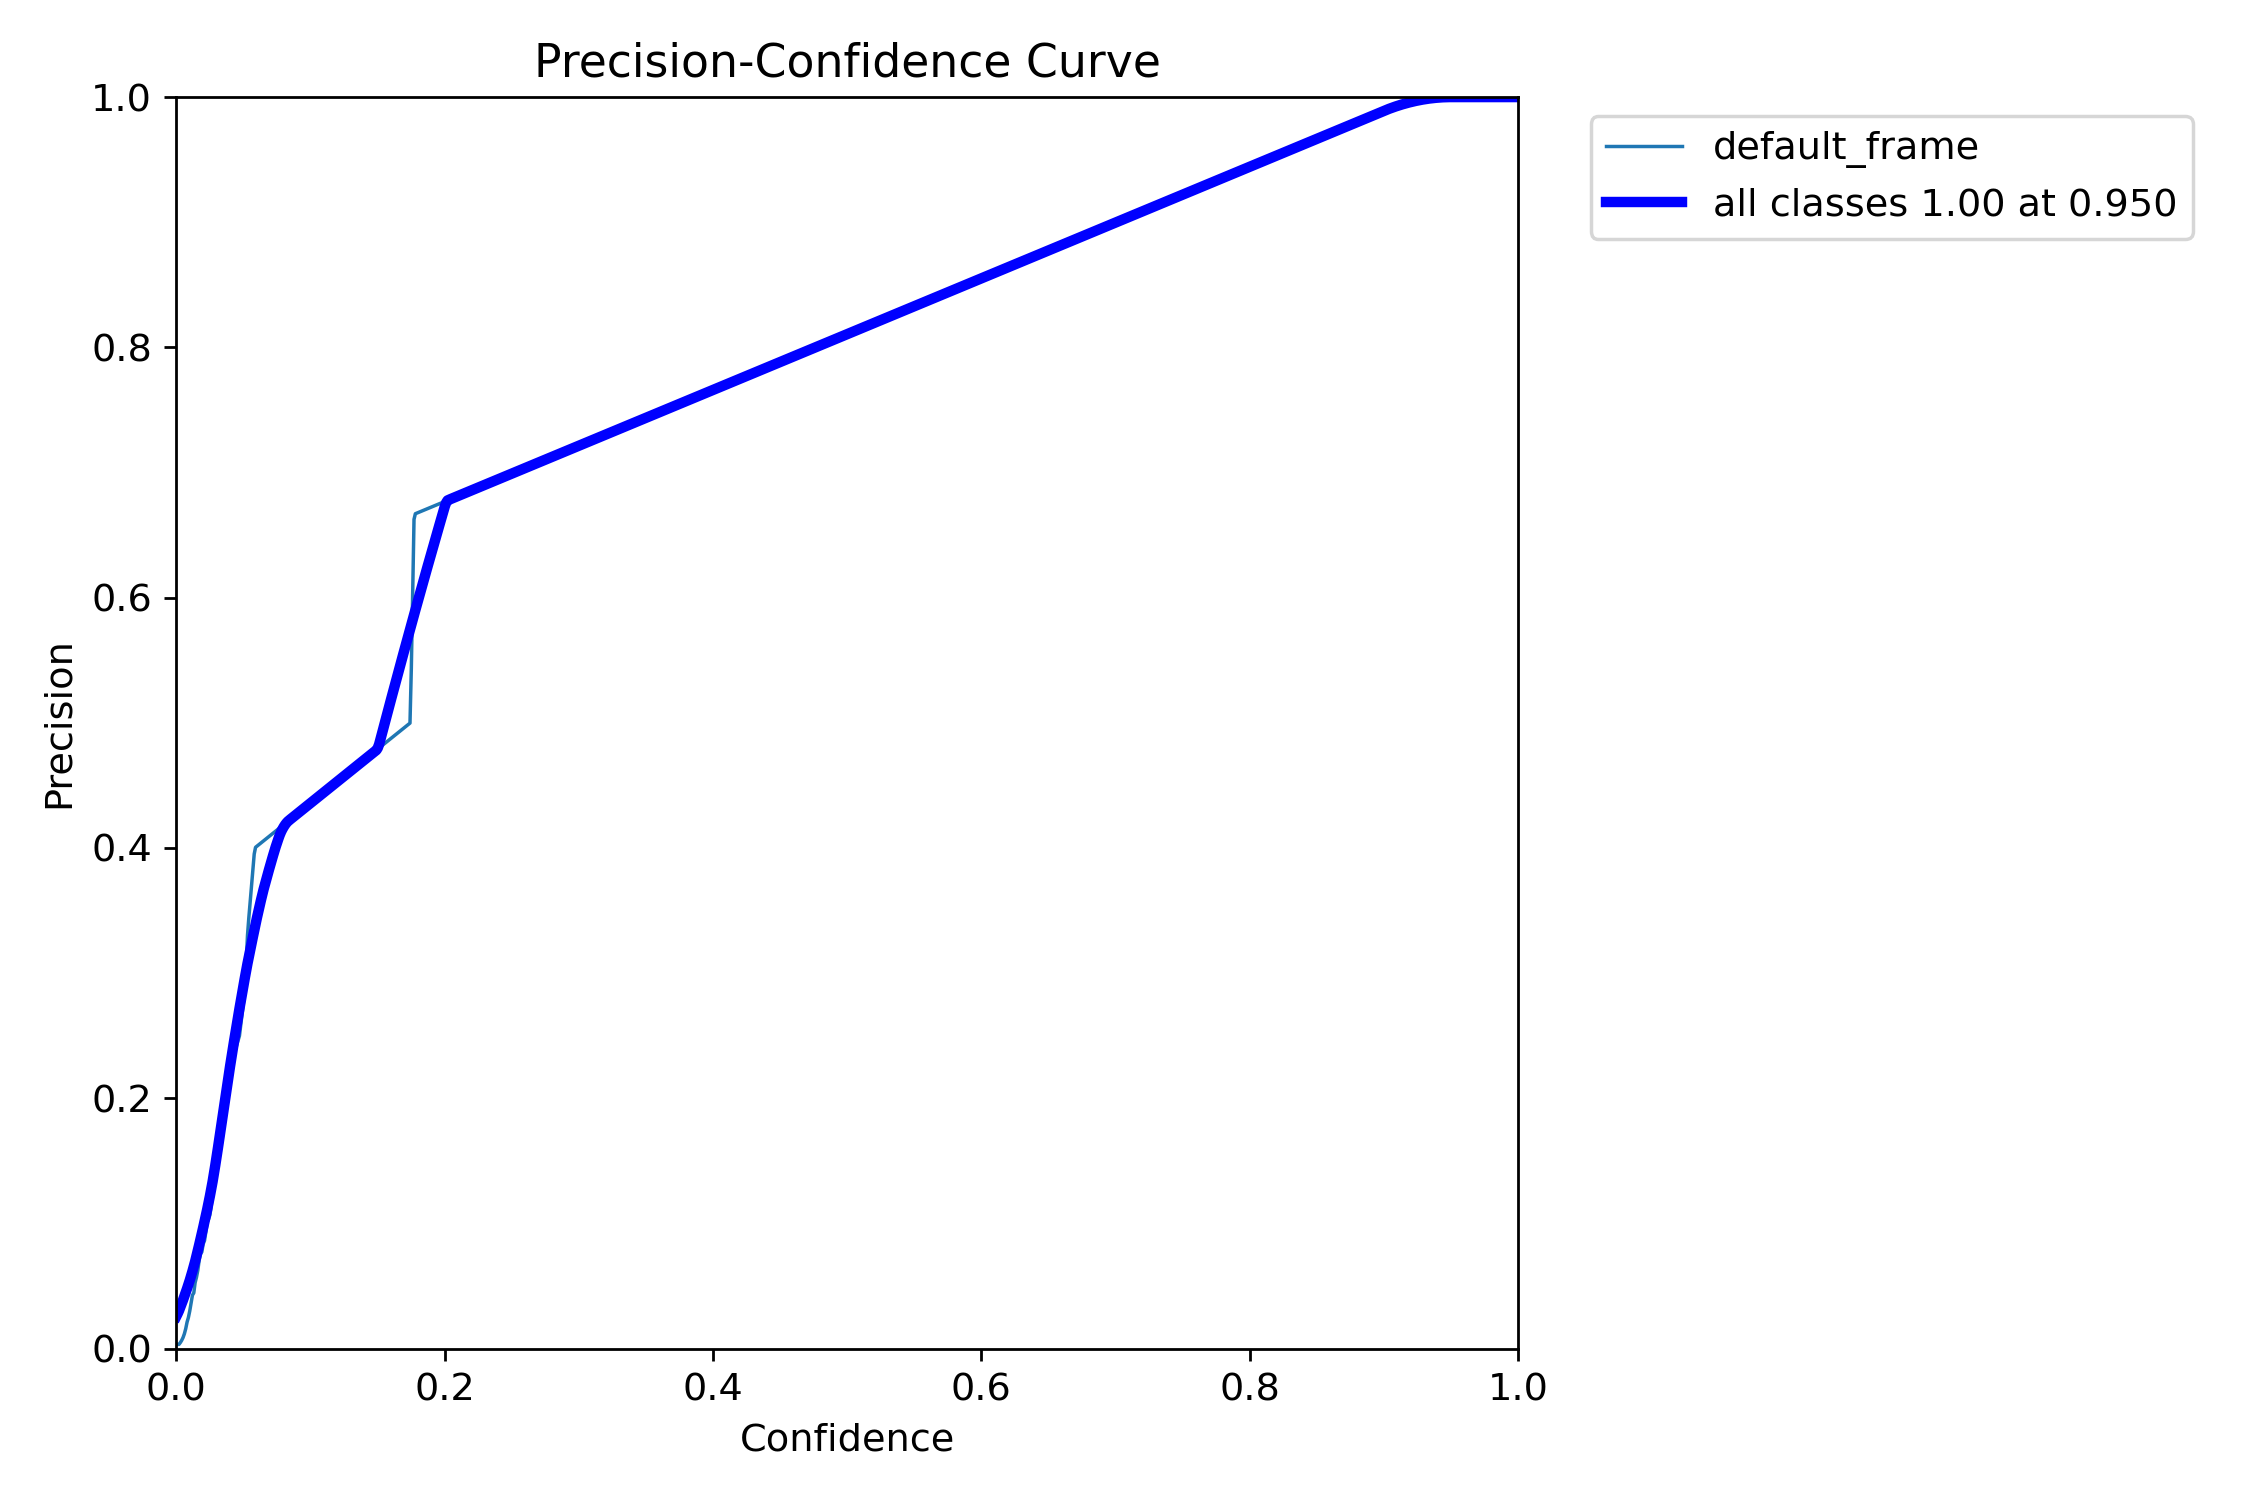 Precision-Confidence Curve
1.0
0.8
0.6
0.4
0.2
0.0
Precision
0.0 0.2 0.4 0.6 0.8 1.0
Confidence
default_frame
all classes 1.00 at 0.950